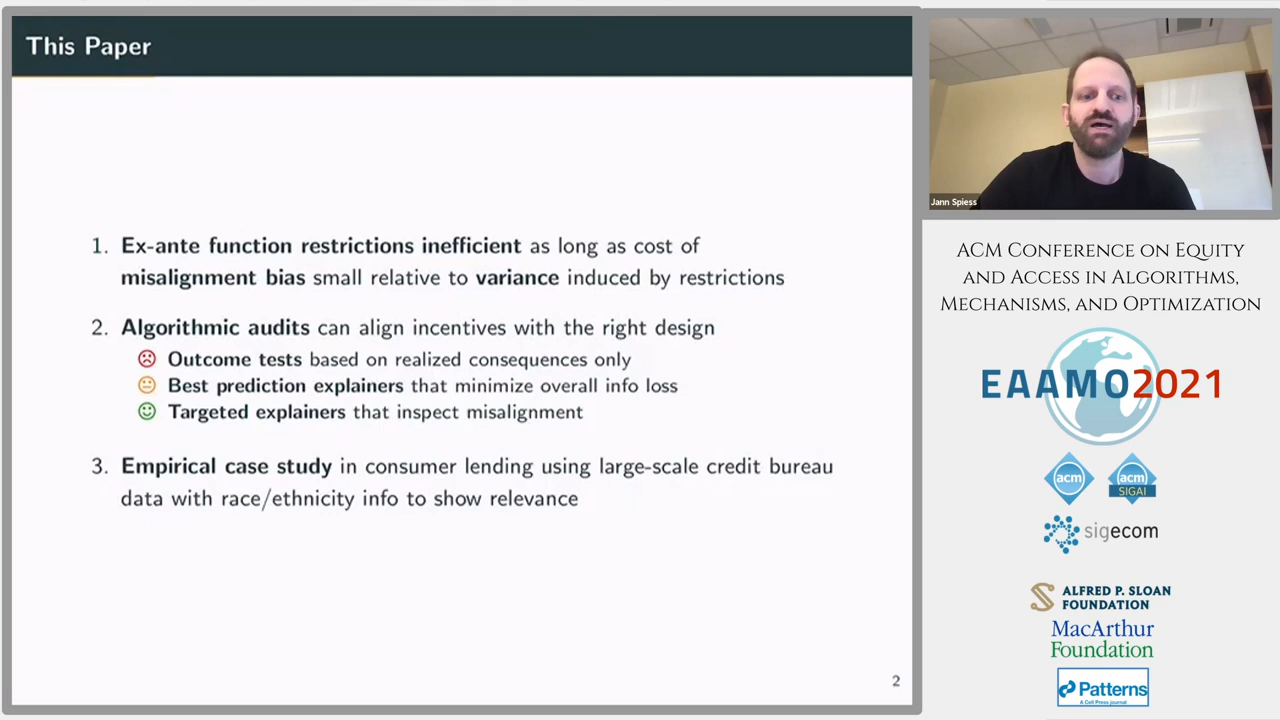 This Paper
1. Ex-ante function restrictions inefficient as long as cost of
misalignment bias small relative to variance induced by restrictions
2. Algorithmic audits can align incentives with the right design
Outcome tests based on realized consequences only
Best prediction explainers that minimize overall info loss
Targeted explainers that inspect misalignment
3. Empirical case study in consumer lending using large-scale credit bureau
data with race/ethnicity info to show relevance
2
Jann Spiess
ACM Conference on Equity
and Access in Algorithms,
Mechanisms, and Optimization
EAAMO2021
acm
acm
SIGAI
sigecom
ALFRED P. SLOAN
FOUNDATION
MacArthur
Foundation
Patterns
A Cell Press journal